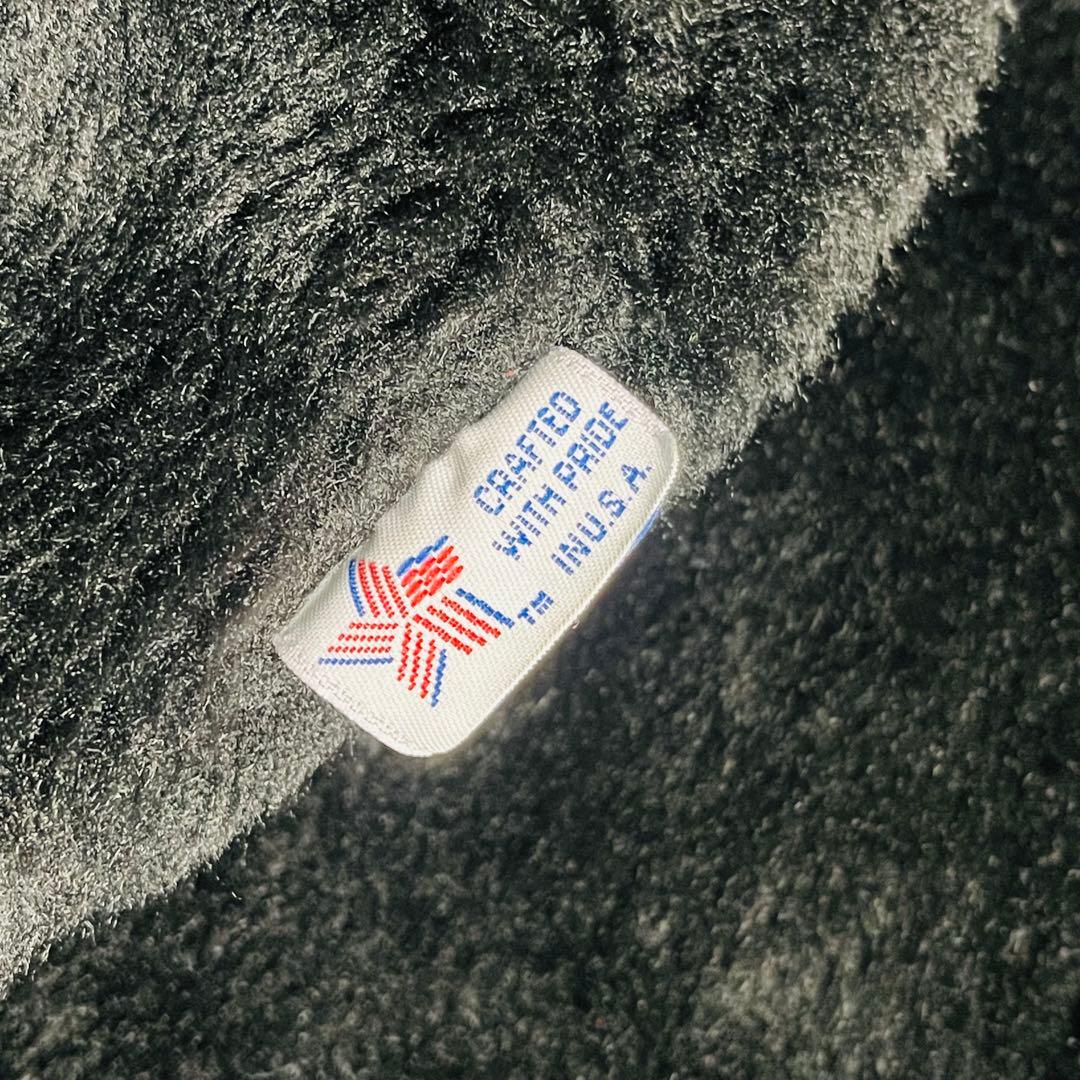 CRAFTED
WITH PRIDE
IN U.S.A.
TM